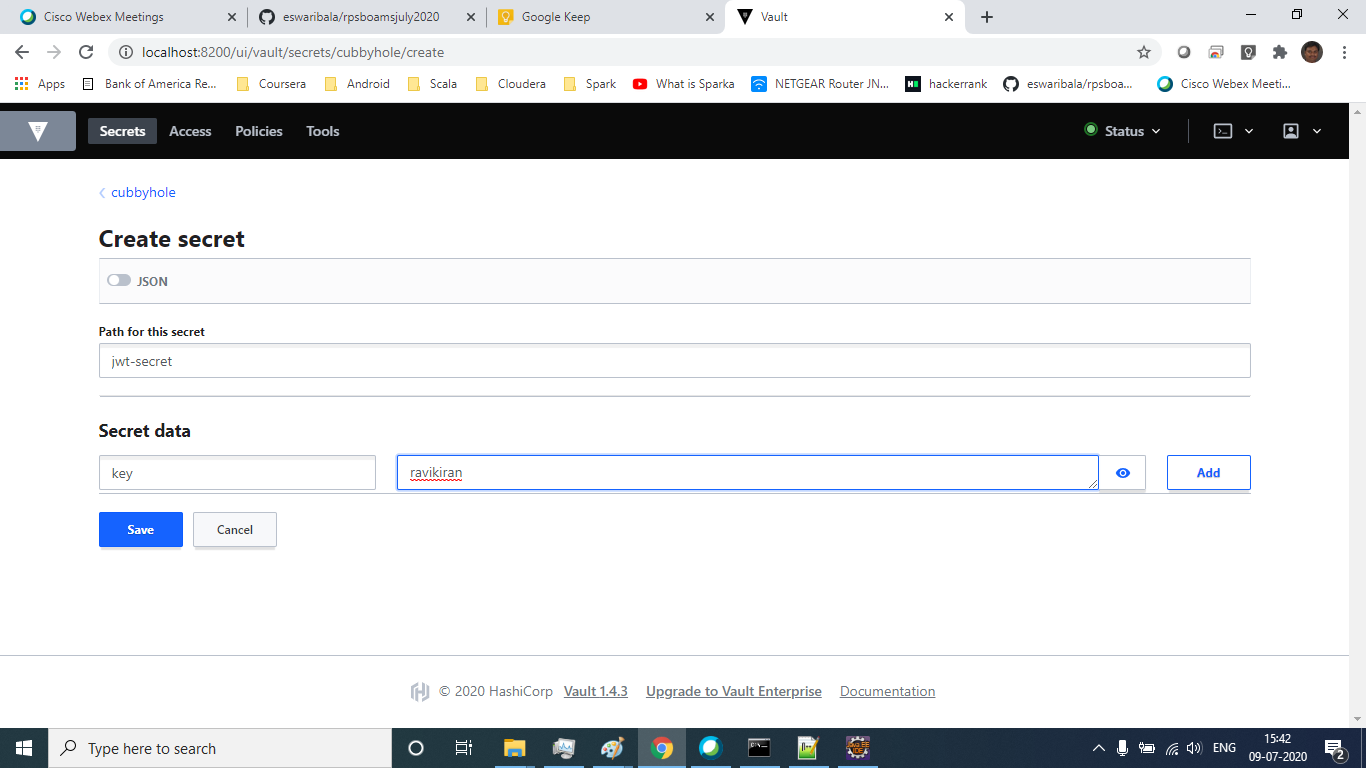 Cisco Webex Meetings
eswaribala/rpsboamsjuly2020
Google Keep
Vault
localhost:8200/ui/vault/secrets/cubbyhole/create
Apps
Bank of America Re...
Coursera
Android
Scala
Cloudera
Spark
What is Sparka
NETGEAR Router JN...
hackerrank
eswaribala/rpsboa...
Cisco Webex Meeti...
Secrets
Access
Policies
Tools
Status
cubbyhole
Create secret
JSON
Path for this secret
jwt-secret
Secret data
key
ravikiran
Add
Save
Cancel
© 2020 HashiCorp
Vault 1.4.3
Upgrade to Vault Enterprise
Documentation
Type here to search
ENG
15:42
09-07-2020
2